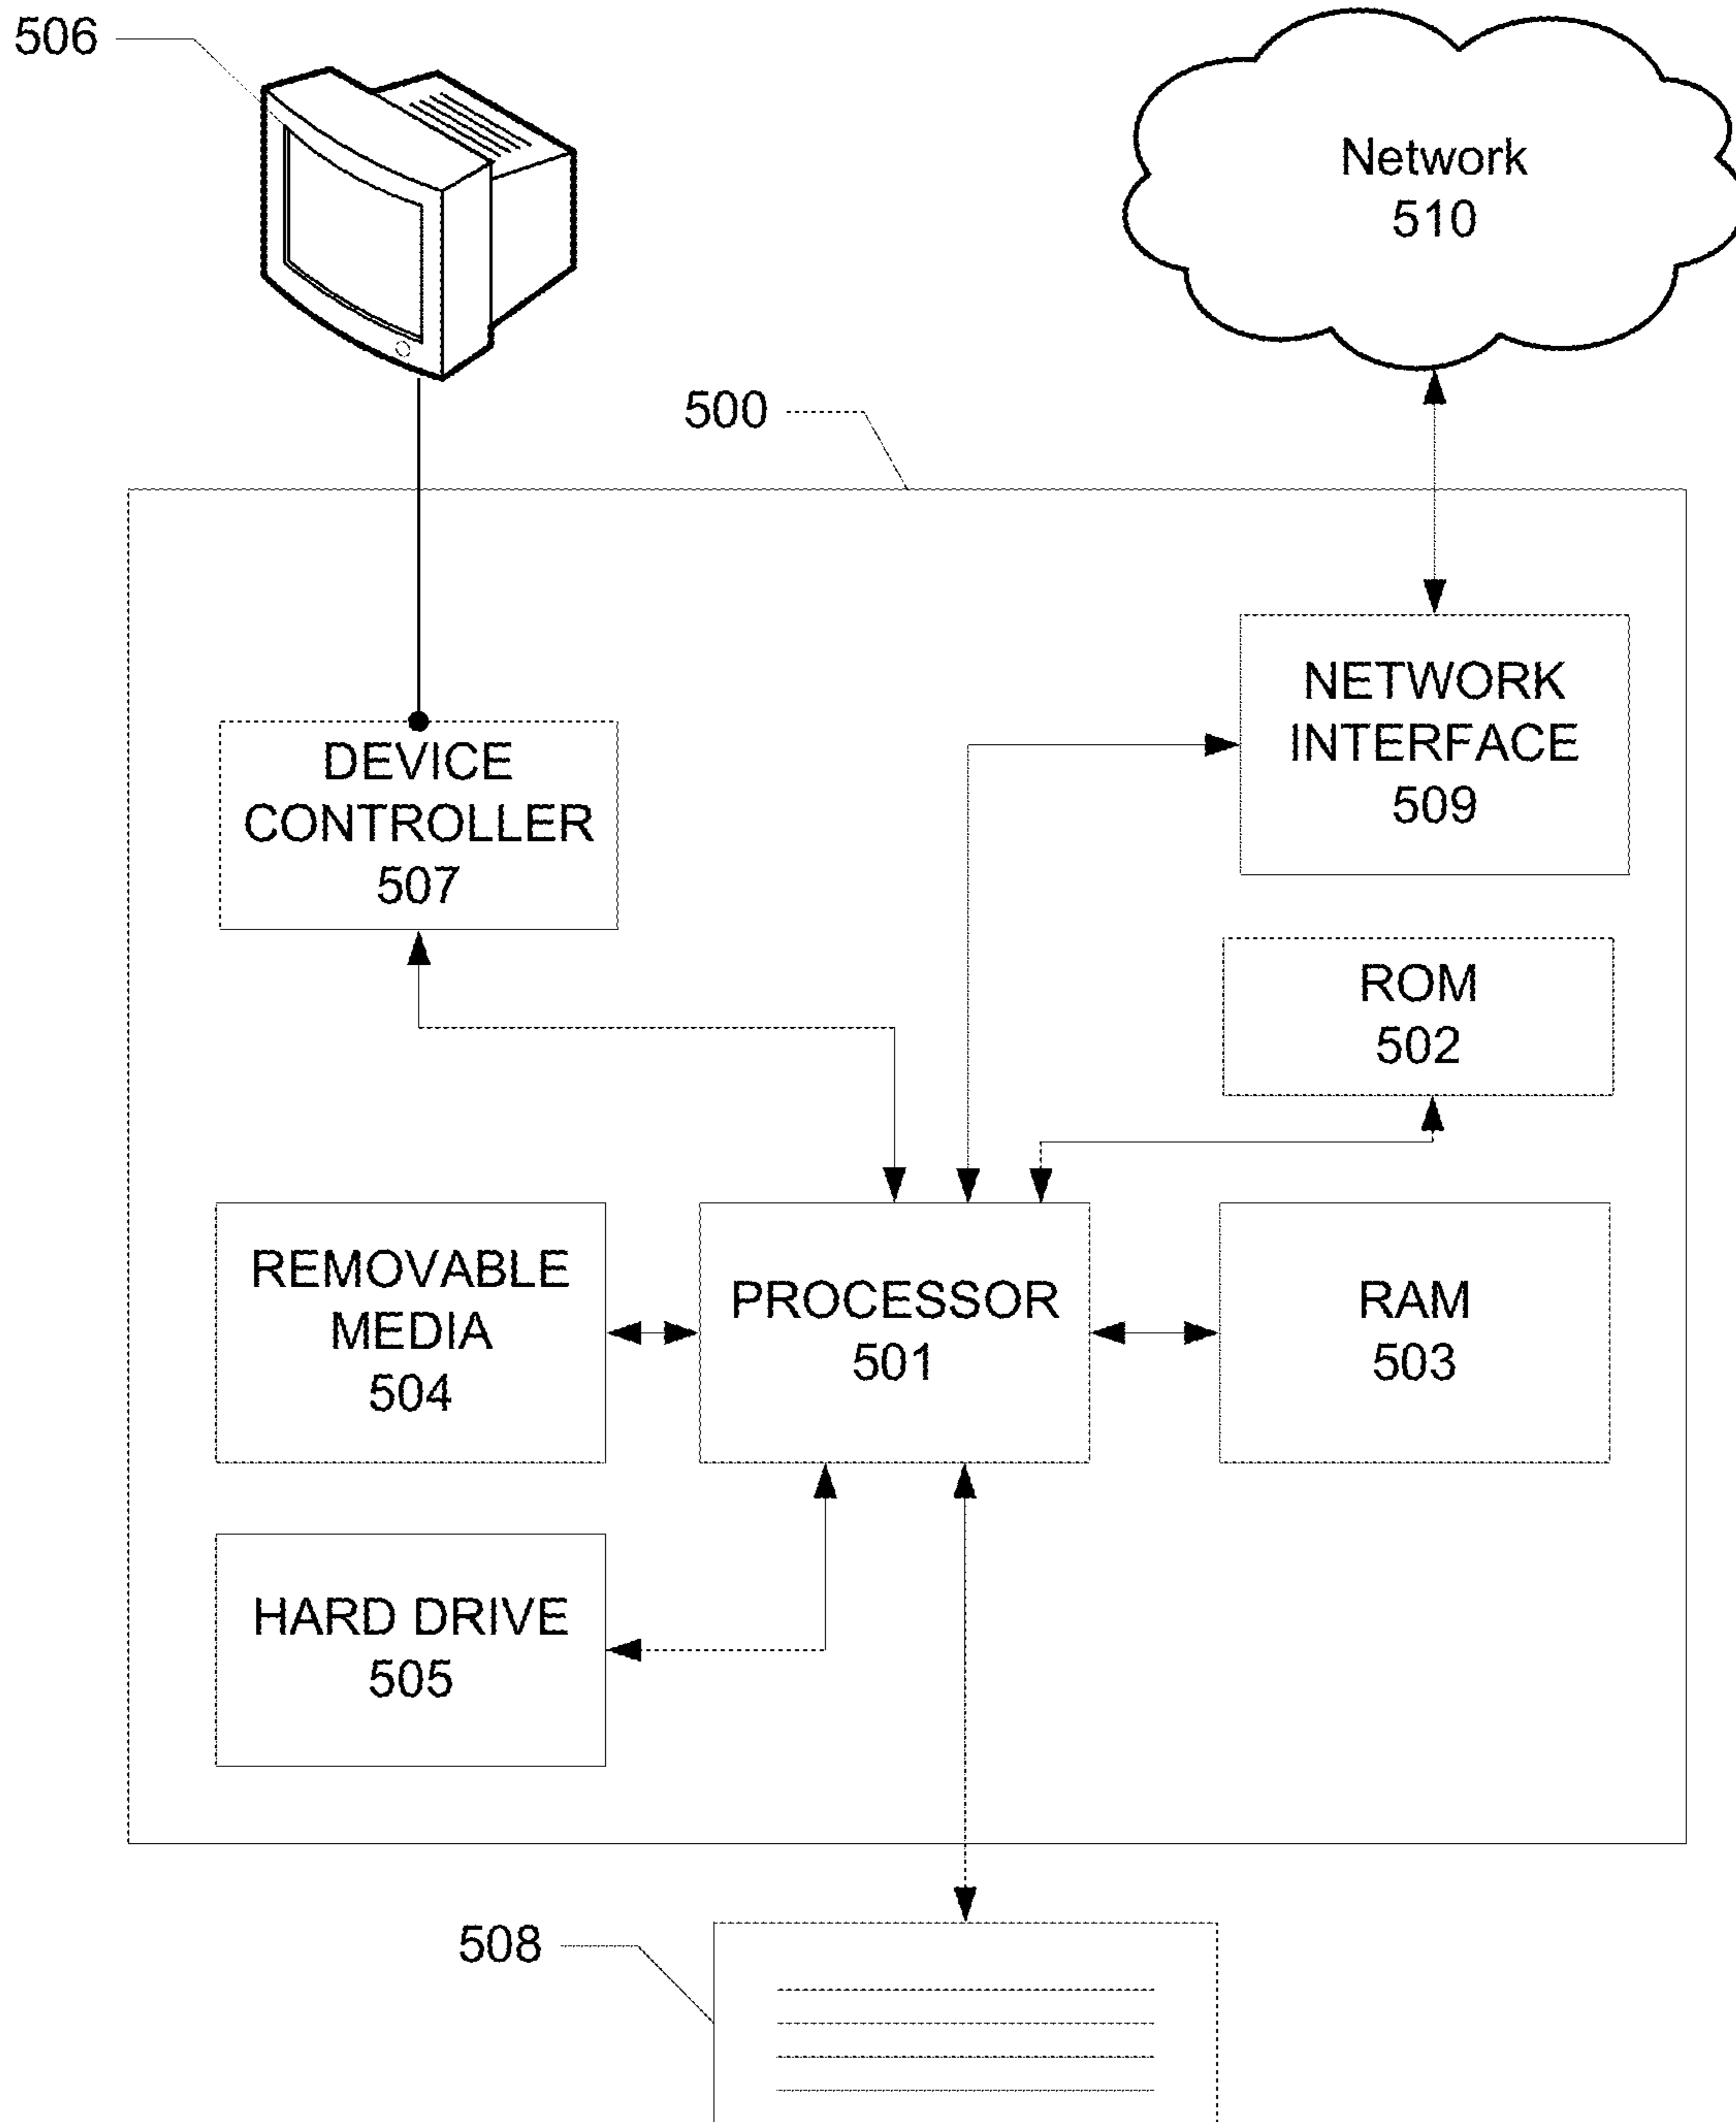 506
Network
510
500
NETWORK
INTERFACE
509
DEVICE
CONTROLLER
507
ROM
502
REMOVABLE
MEDIA
504
PROCESSOR
501
RAM
503
HARD DRIVE
505
508